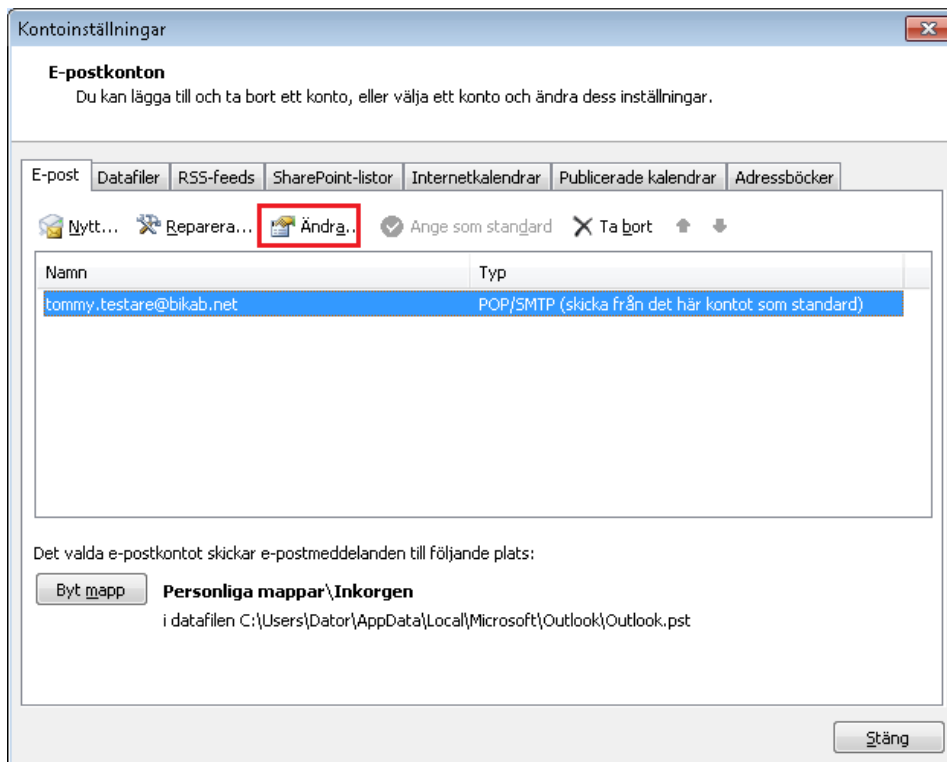 Kontoinställningar
E-postkonton
Du kan lägga till och ta bort ett konto, eller välja ett konto och ändra dess inställningar.
E-post Datafiler RSS-feeds SharePoint-listor Internetkalendrar Publicerade kalendrar Adressböcker
Nytt... Reparera... Ändra.. Ange som standard Ta bort
Namn Typ
tommy.testare@bikab.net POP/SMTP (skicka från det här kontot som standard)
Det valda e-postkontot skickar e-postmeddelanden till följande plats:
Byt mapp Personliga mappar\Inkorgen
i datafilen C:\Users\Dator\AppData\Local\Microsoft\Outlook\Outlook.pst
Stäng